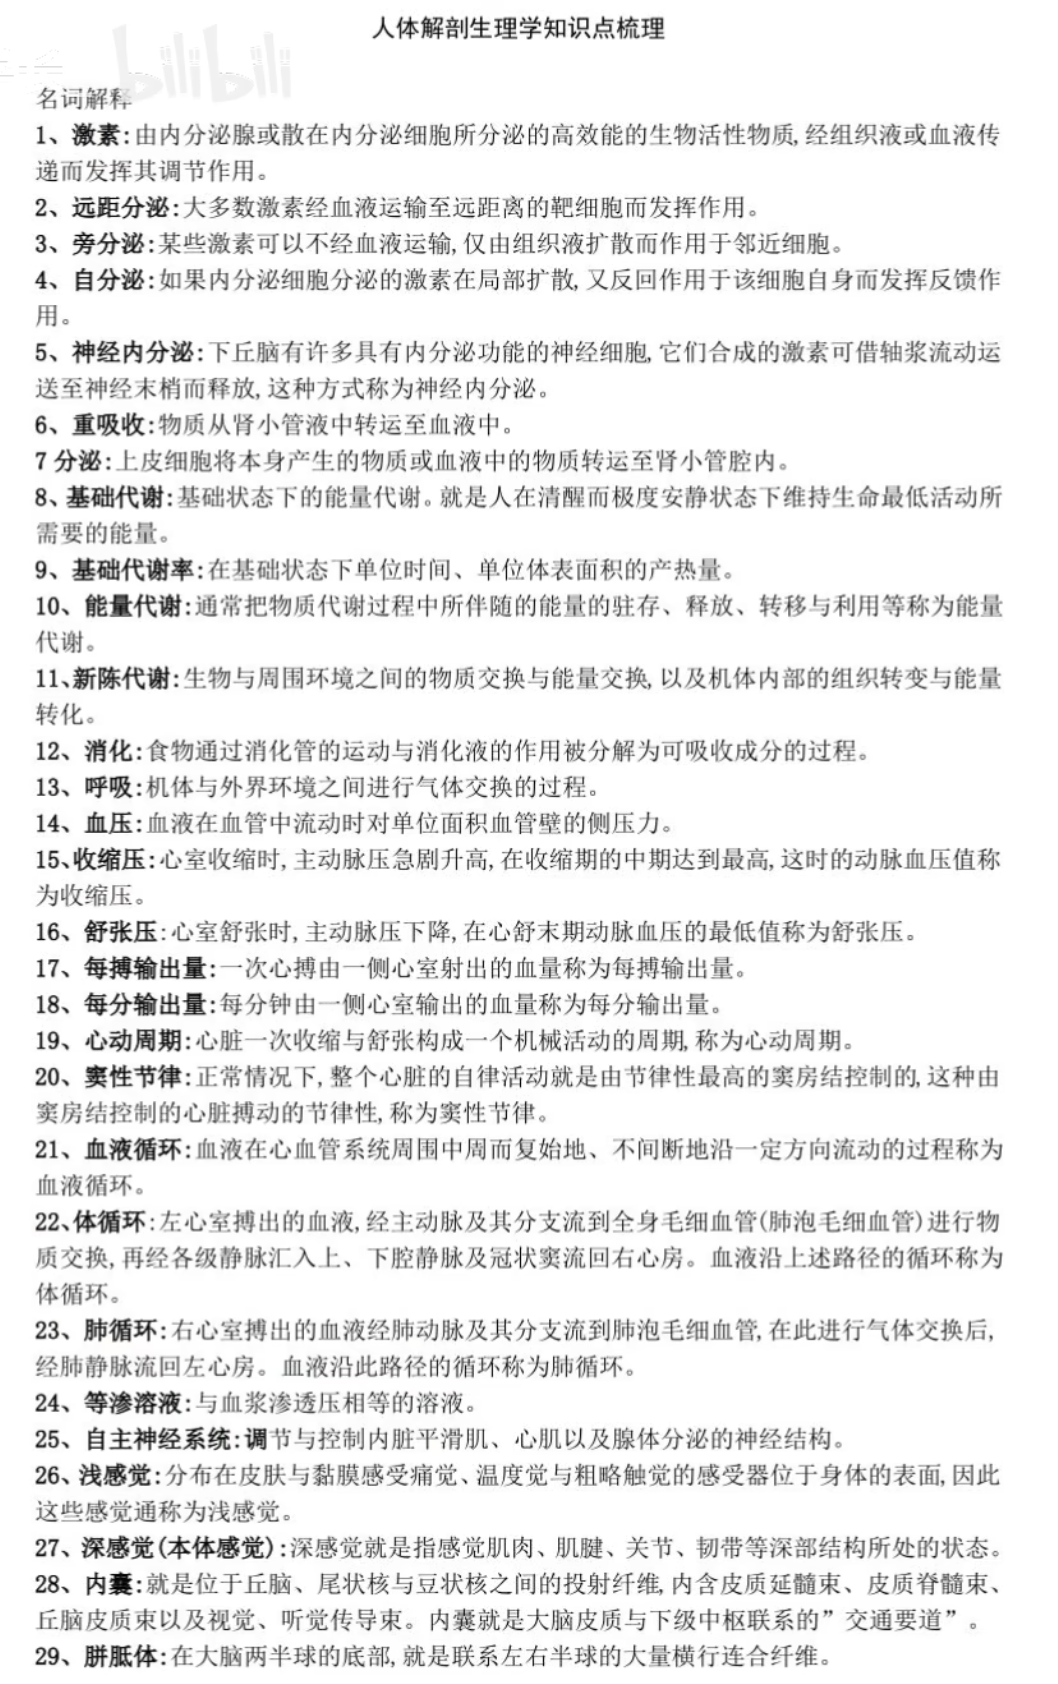 人体解剖生理学知识点梳理
bilibili
名词解释
1、激素:由内分泌腺或散在内分泌细胞所分泌的高效能的生物活性物质,经组织液或血液传
递而发挥其调节作用。
2、远距分泌:大多数激素经血液运输至远距离的靶细胞而发挥作用。
3、旁分泌:某些激素可以不经血液运输,仅由组织液扩散而作用于邻近细胞。
4、自分泌:如果内分泌细胞分泌的激素在局部扩散,又反回作用于该细胞自身而发挥反馈作
用。
5、神经内分泌:下丘脑有许多具有内分泌功能的神经细胞,它们合成的激素可借轴浆流动运
送至神经末梢而释放,这种方式称为神经内分泌。
6、重吸收:物质从肾小管液中转运至血液中。
7 分泌:上皮细胞将本身产生的物质或血液中的物质转运至肾小管腔内。
8、基础代谢:基础状态下的能量代谢。就是人在清醒而极度安静状态下维持生命最低活动所
需要的能量。
9、基础代谢率:在基础状态下单位时间、单位体表面积的产热量。
10、能量代谢:通常把物质代谢过程中所伴随的能量的驻存、释放、转移与利用等称为能量
代谢。
11、新陈代谢:生物与周围环境之间的物质交换与能量交换,以及机体内部的组织转变与能量
转化。
12、消化:食物通过消化管的运动与消化液的作用被分解为可吸收成分的过程。
13、呼吸:机体与外界环境之间进行气体交换的过程。
14、血压:血液在血管中流动时对单位面积血管壁的侧压力。
15、收缩压:心室收缩时,主动脉压急剧升高,在收缩期的中期达到最高,这时的动脉血压值称
为收缩压。
16、舒张压:心室舒张时,主动脉压下降,在心舒末期动脉血压的最低值称为舒张压。
17、每搏输出量:一次心搏由一侧心室射出的血量称为每搏输出量。
18、每分输出量:每分钟由一侧心室输出的血量称为每分输出量。
19、心动周期:心脏一次收缩与舒张构成一个机械活动的周期,称为心动周期。
20、窦性节律:正常情况下,整个心脏的自律活动就是由节律性最高的窦房结控制的,这种由
窦房结控制的心脏搏动的节律性,称为窦性节律。
21、血液循环:血液在心血管系统周围中周而复始地、不间断地沿一定方向流动的过程称为
血液循环。
22、体循环:左心室搏出的血液,经主动脉及其分支流到全身毛细血管(肺泡毛细血管)进行物
质交换,再经各级静脉汇入上、下腔静脉及冠状窦流回右心房。血液沿上述路径的循环称为
体循环。
23、肺循环:右心室搏出的血液经肺动脉及其分支流到肺泡毛细血管,在此进行气体交换后,
经肺静脉流回左心房。血液沿此路径的循环称为肺循环。
24、等渗溶液:与血浆渗透压相等的溶液。
25、自主神经系统:调节与控制内脏平滑肌、心肌以及腺体分泌的神经结构。
26、浅感觉:分布在皮肤与黏膜感受痛觉、温度觉与粗略触觉的感受器位于身体的表面,因此
这些感觉通称为浅感觉。
27、深感觉(本体感觉):深感觉就是指感觉肌肉、肌腱、关节、韧带等深部结构所处的状态。
28、内囊:就是位于丘脑、尾状核与豆状核之间的投射纤维,内含皮质延髓束、皮质脊髓束、
丘脑皮质束以及视觉、听觉传导束。内囊就是大脑皮质与下级中枢联系的”交通要道”。
29、胼胝体:在大脑两半球的底部,就是联系左右半球的大量横行连合纤维。